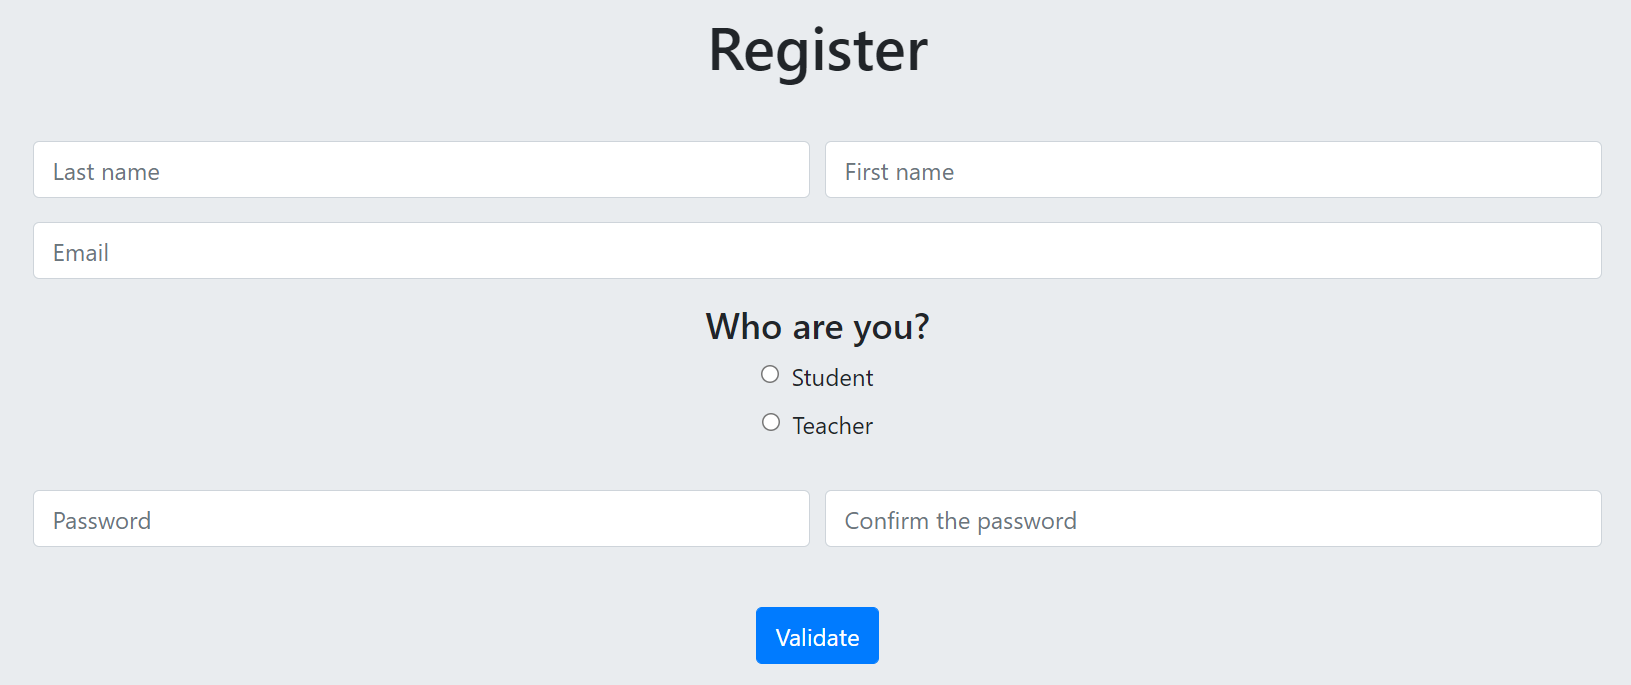 Register
Last name First name
Email
Who are you?
Student
Teacher
Password Confirm the password
Validate